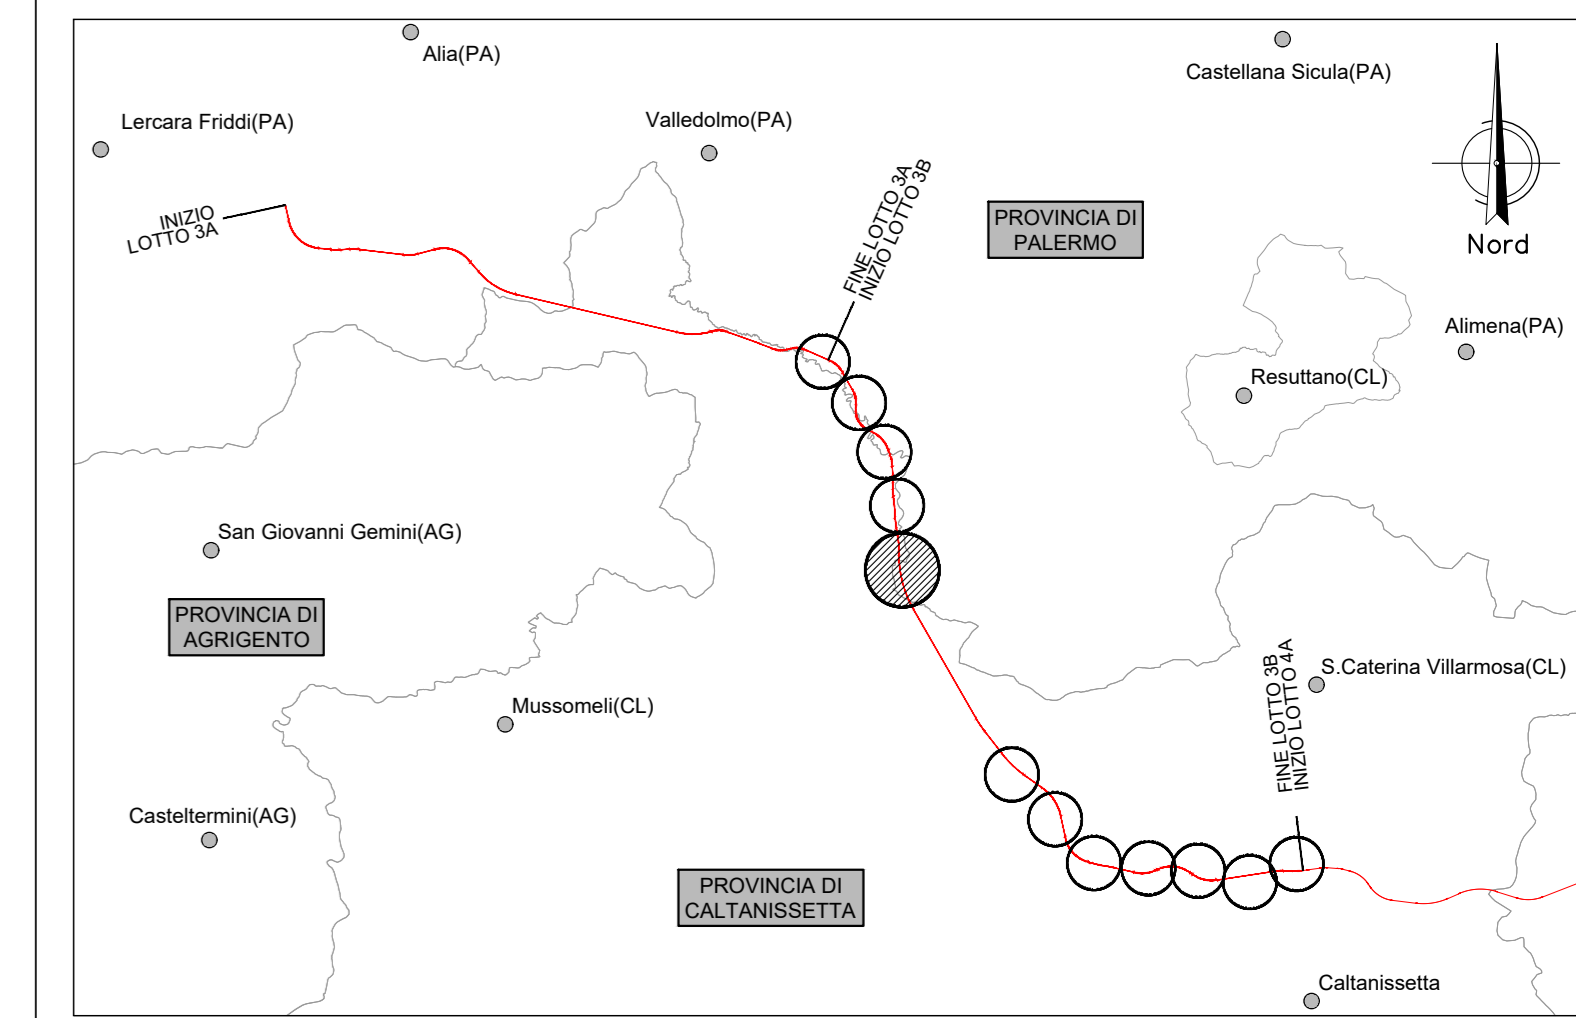 Alia(PA)
Castellana Sicula(PA)
Lercara Friddi(PA)
Valledolmo(PA)
INIZIO
LOTTO 3A
FINE LOTTO 3A
INIZIO LOTTO 3B
PROVINCIA DI
PALERMO
Nord
Alimena(PA)
Resuttano(CL)
San Giovanni Gemini(AG)
PROVINCIA DI
AGRIGENTO
FINE LOTTO 3B
INIZIO LOTTO 4A
S.Caterina Villarmosa(CL)
Mussomeli(CL)
Casteltermini(AG)
PROVINCIA DI
CALTANISSETTA
Caltanissetta